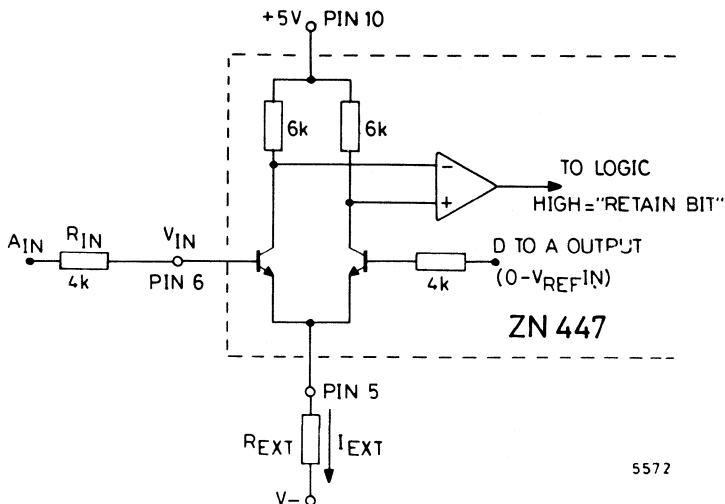 +5V PIN 10
6k 6k
−
+
TO LOGIC
HIGH="RETAIN BIT"
AIN RIN VIN
4k PIN 6
D TO A OUTPUT
4k (0-VREFIN)
ZN 447
PIN 5
REXT IEXT
V−
5572